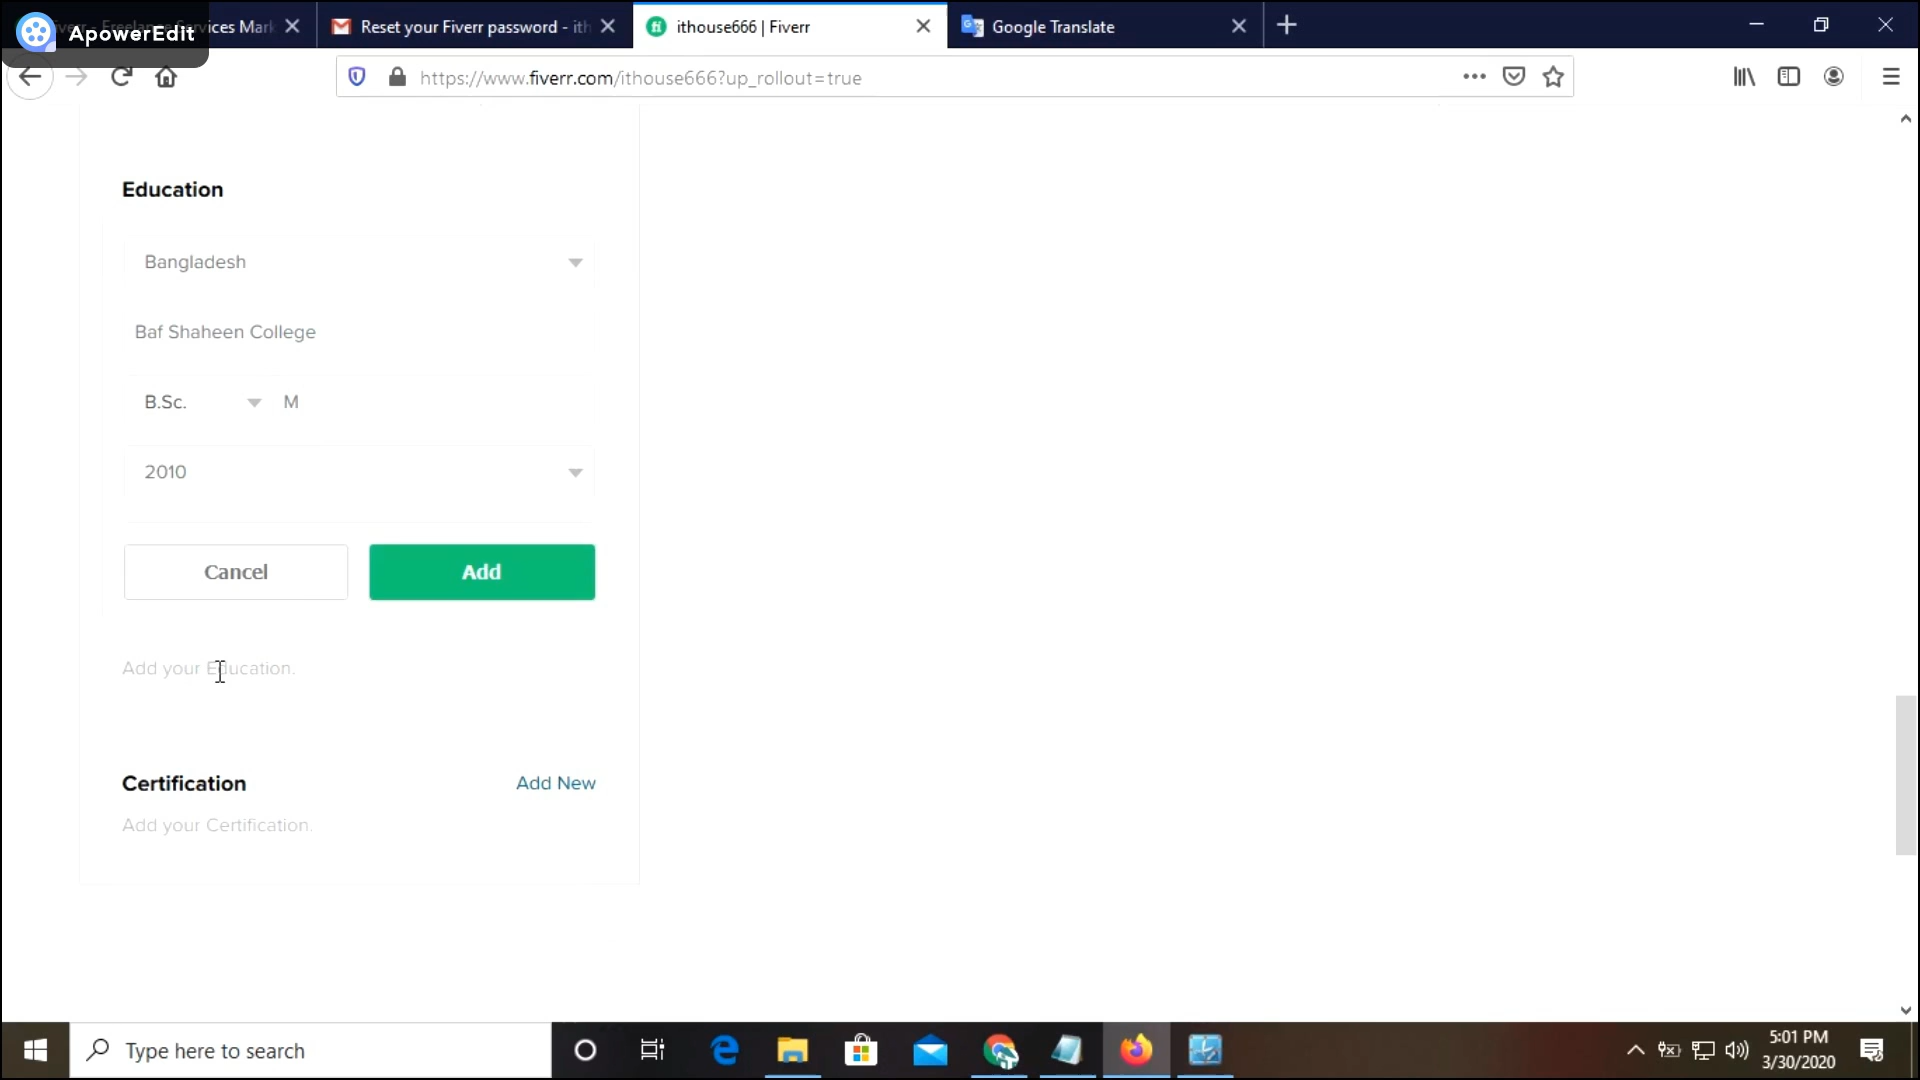 ApowerEdit
Reset your Fiverr password - ith
ithouse666 | Fiverr
Google Translate
https://www.fiverr.com/ithouse666?up_rollout=true
Education
Bangladesh
Baf Shaheen College
B.Sc. M
2010
Cancel Add
Add your Education.
Certification Add New
Add your Certification.
Type here to search
5:01 PM
3/30/2020